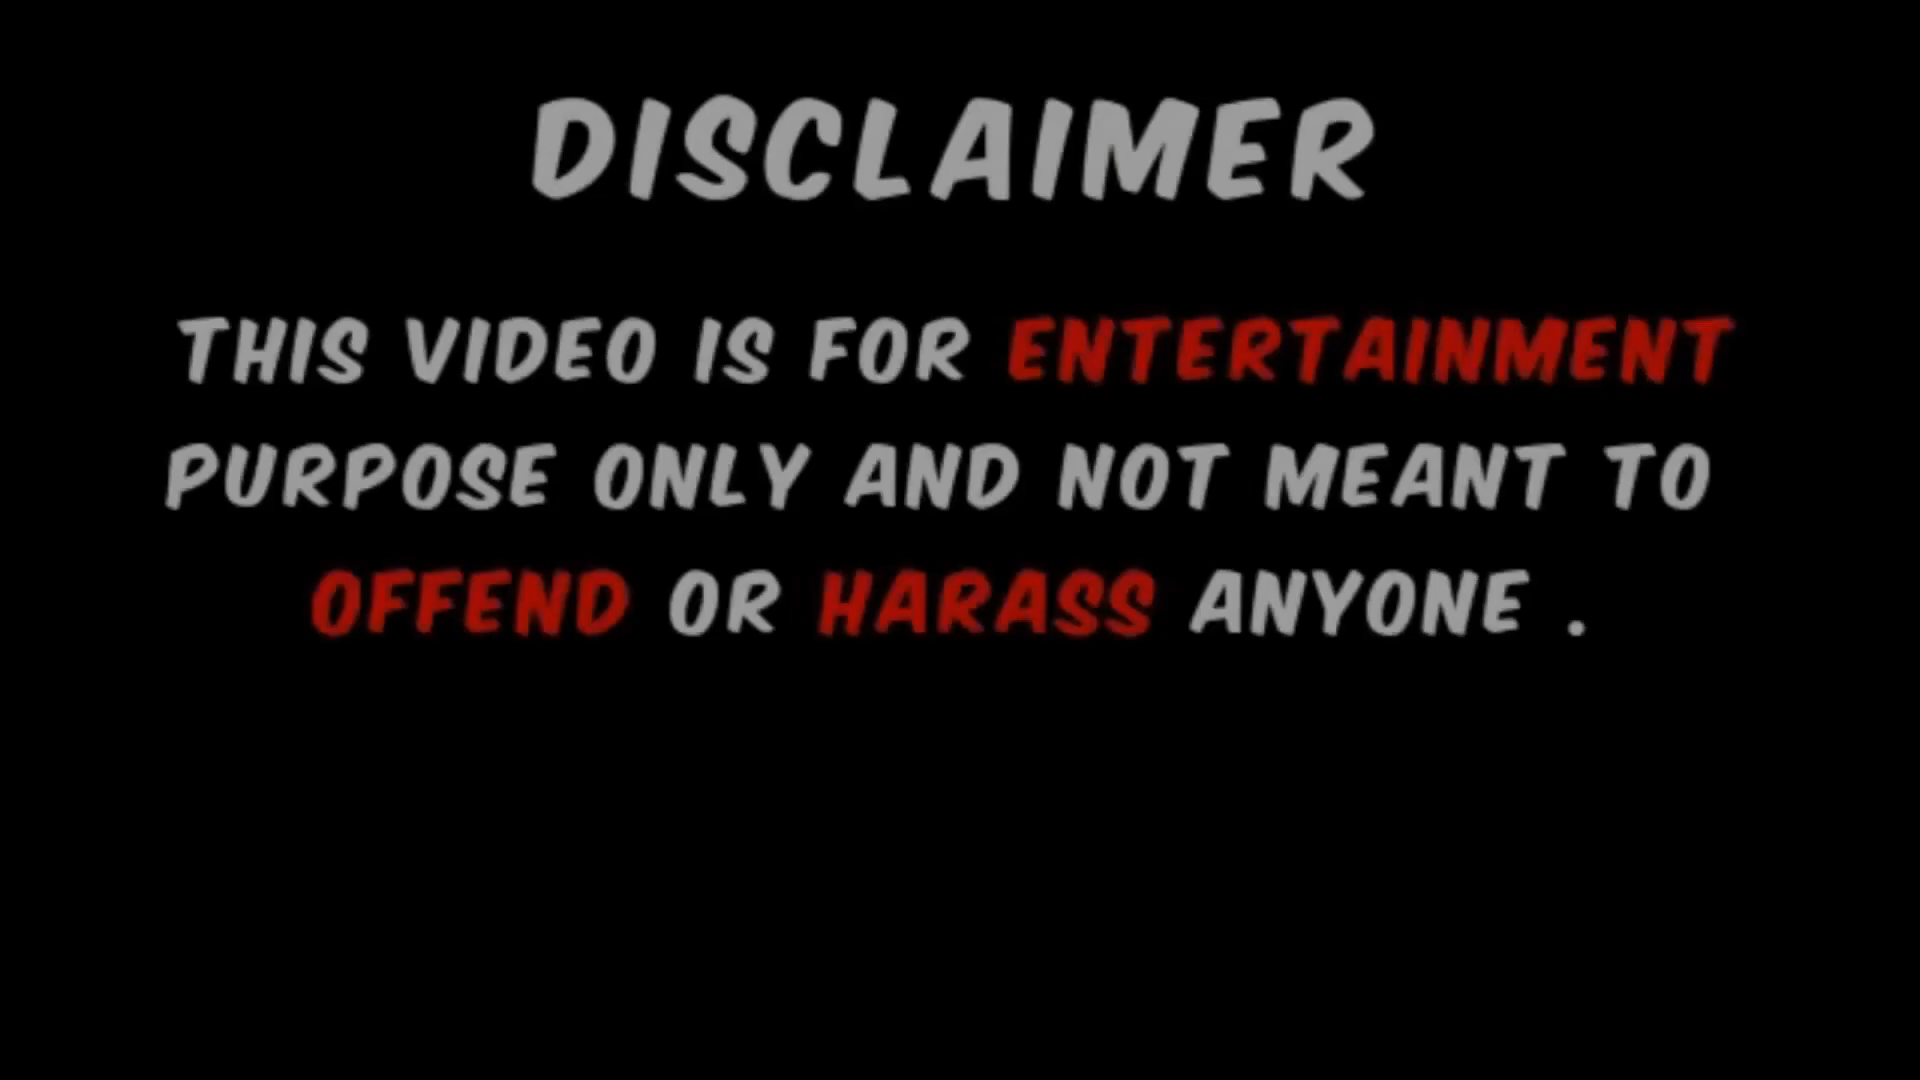 DISCLAIMER
THIS VIDEO IS FOR ENTERTAINMENT
PURPOSE ONLY AND NOT MEANT TO
OFFEND OR HARASS ANYONE .